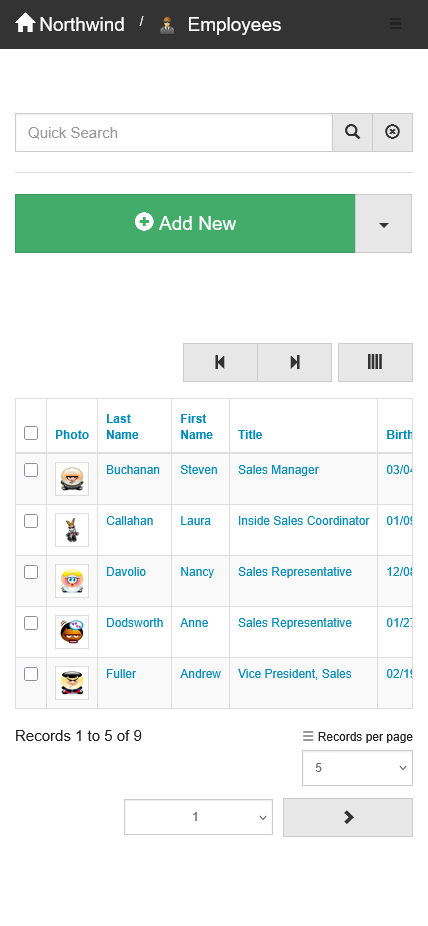 Northwind / Employees
Quick Search
Add New
Photo Last Name First Name Title Birth
Buchanan Steven Sales Manager 03/04
Callahan Laura Inside Sales Coordinator 01/09
Davolio Nancy Sales Representative 12/08
Dodsworth Anne Sales Representative 01/27
Fuller Andrew Vice President, Sales 02/19
Records 1 to 5 of 9
Records per page
5
1